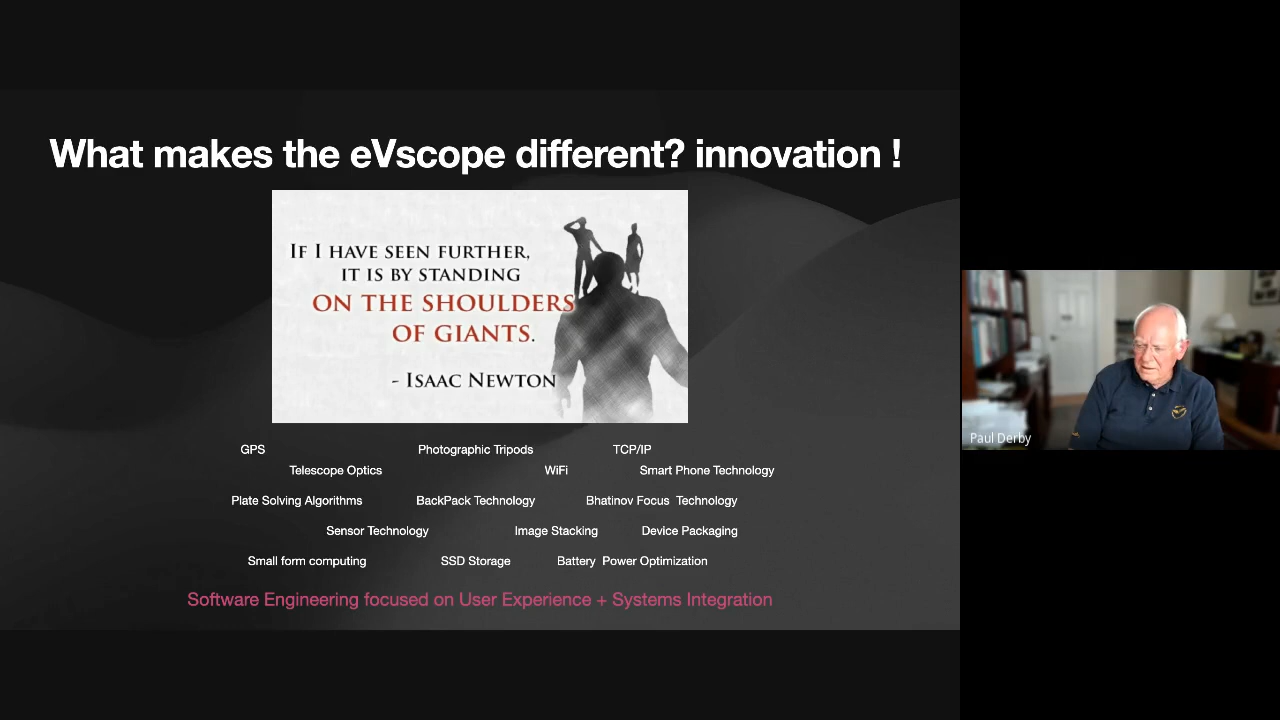 What makes the eVscope different? innovation !
IF I HAVE SEEN FURTHER,
IT IS BY STANDING
ON THE SHOULDERS
OF GIANTS.
- ISAAC NEWTON
GPS Photographic Tripods TCP/IP
Telescope Optics WiFi Smart Phone Technology
Plate Solving Algorithms BackPack Technology Bhatinov Focus Technology
Sensor Technology Image Stacking Device Packaging
Small form computing SSD Storage Battery Power Optimization
Software Engineering focused on User Experience + Systems Integration
Paul Derby